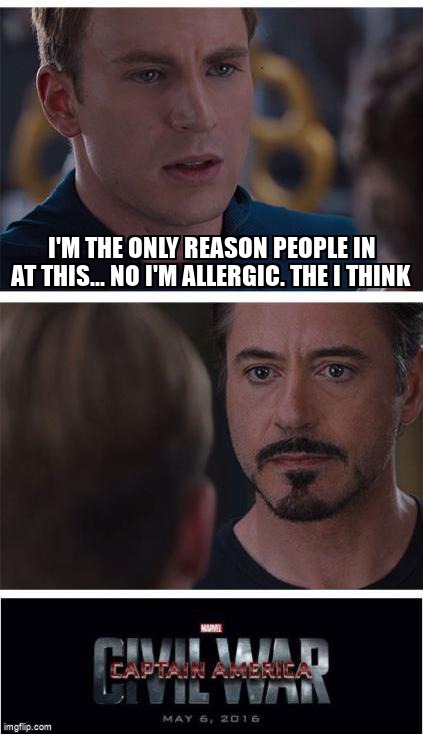 I'M THE ONLY REASON PEOPLE IN
AT THIS... NO I'M ALLERGIC. THE I THINK
MARVEL
CAPTAIN AMERICA
CIVIL WAR
MAY 6, 2016
imgflip.com